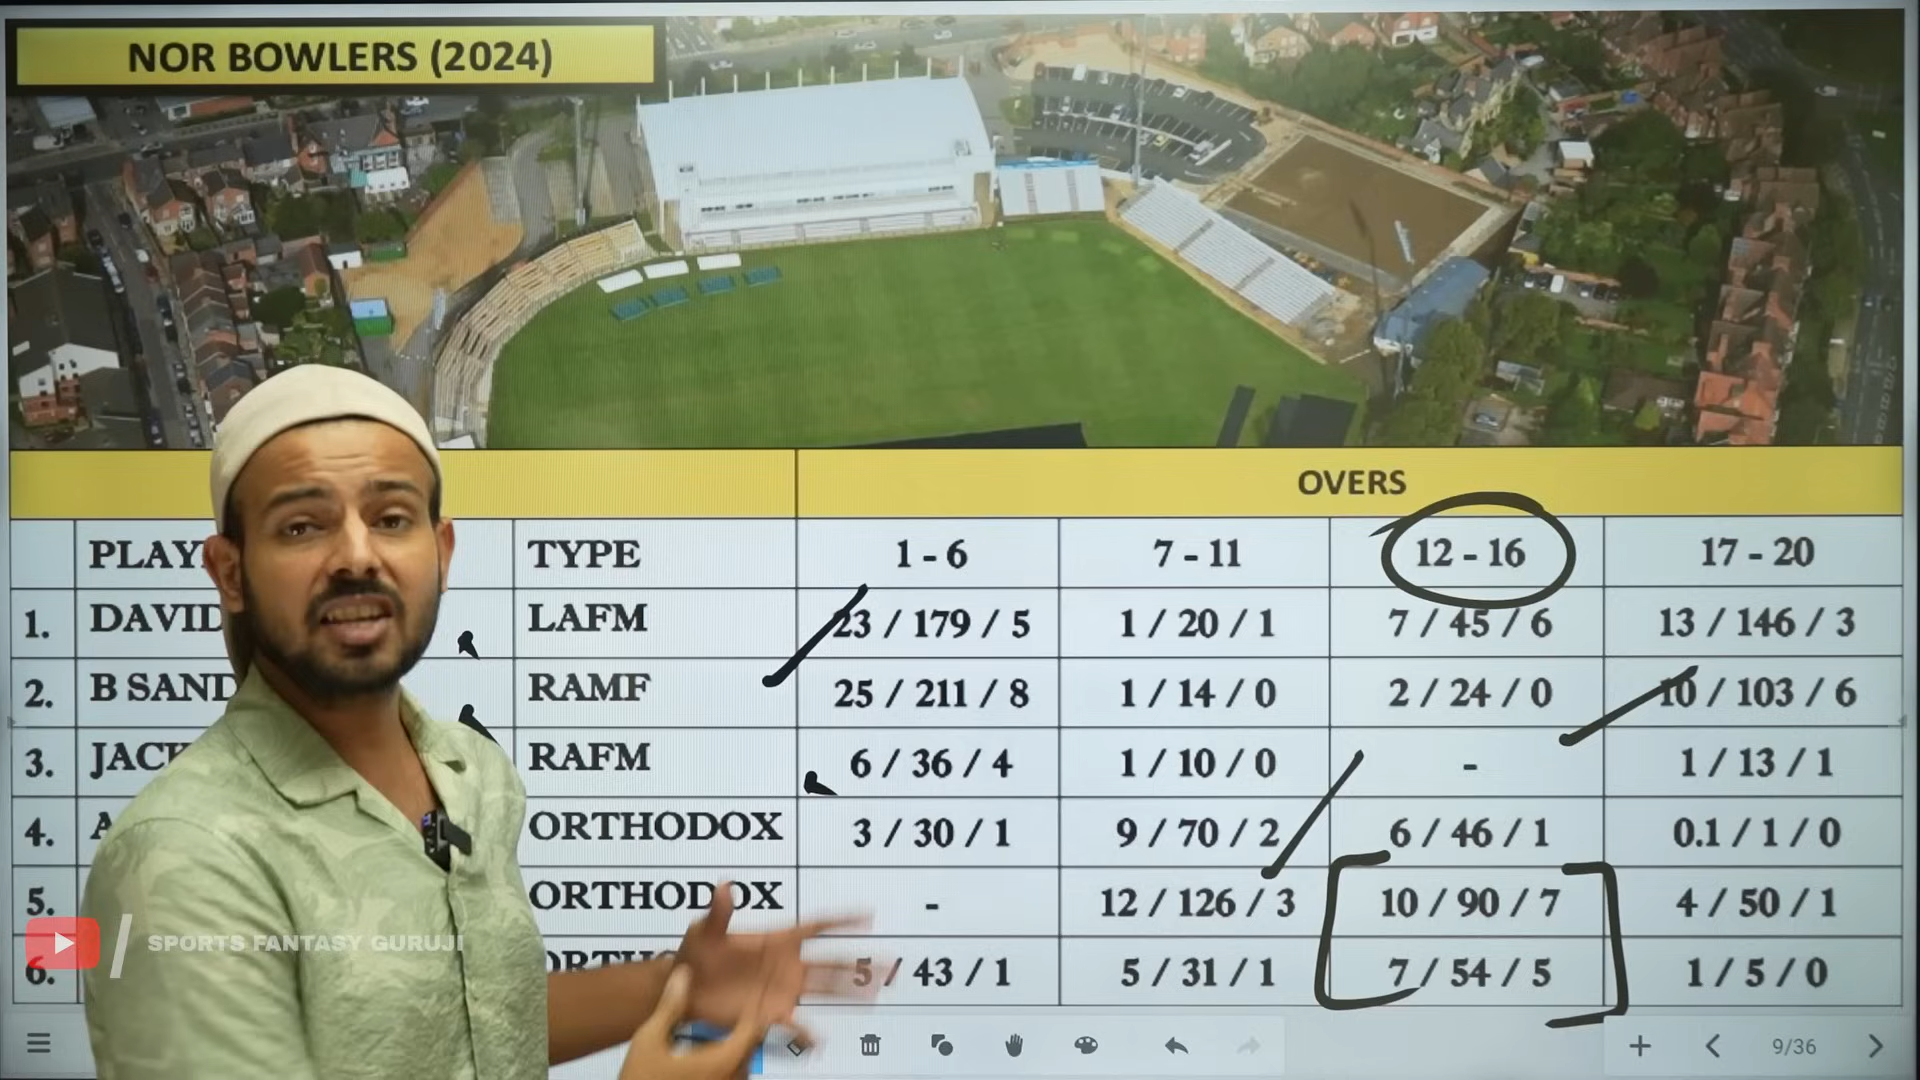 NOR BOWLERS (2024)
OVERS
TYPE 1 - 6 7 - 11 12 - 16 17 - 20
1. DAVID LAFM 23 / 179 / 5 1 / 20 / 1 7 / 45 / 6 13 / 146 / 3
2. B SAND RAMF 25 / 211 / 8 1 / 14 / 0 2 / 24 / 0 10 / 103 / 6
3. JACK RAFM 6 / 36 / 4 1 / 10 / 0 - 1 / 13 / 1
4. A ORTHODOX 3 / 30 / 1 9 / 70 / 2 6 / 46 / 1 0.1 / 1 / 0
5. ORTHODOX - 12 / 126 / 3 10 / 90 / 7 4 / 50 / 1
SPORTS FANTASY GURUJI
6. 5 / 43 / 1 5 / 31 / 1 7 / 54 / 5 1 / 5 / 0
9/36